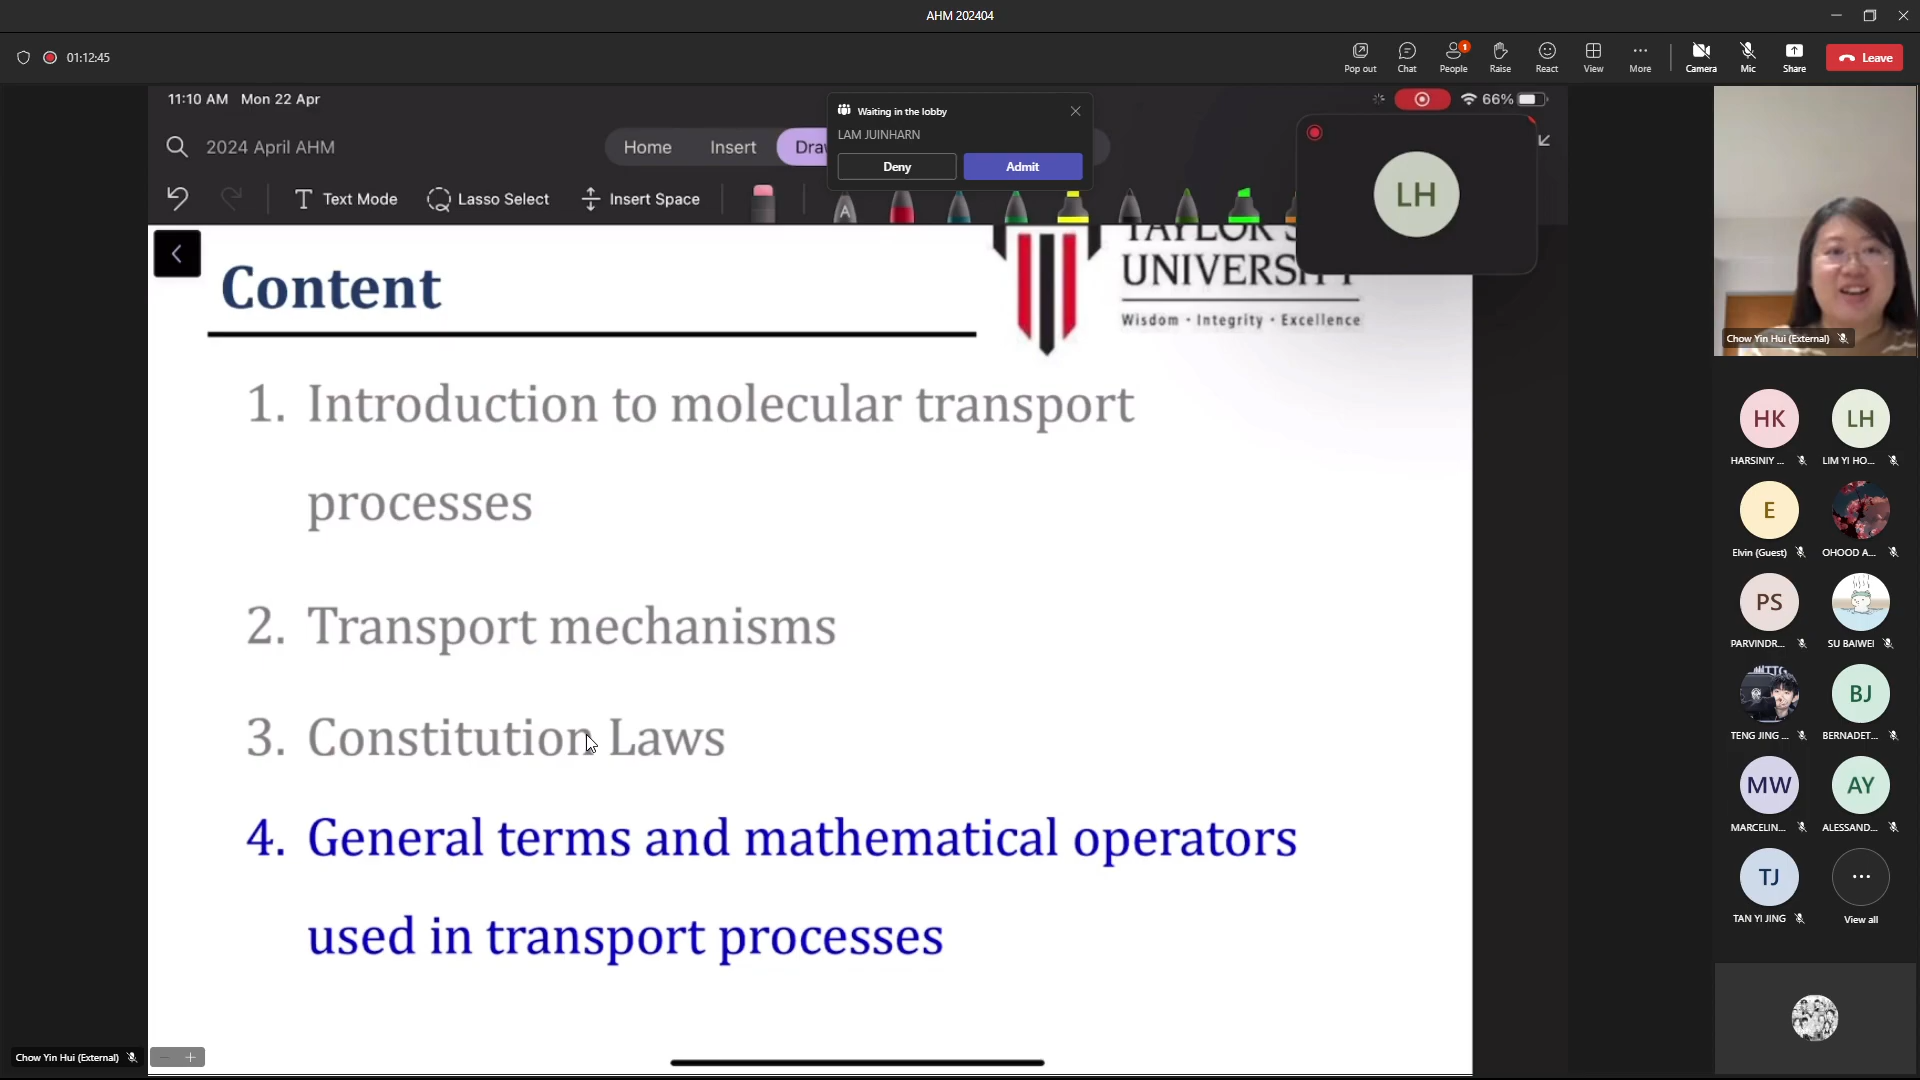 AHM 202404
01:12:45
Pop out
Chat
People
1
Raise
React
View
More
Camera
Mic
Share
Leave
11:10 AM Mon 22 Apr
66%
Waiting in the lobby
LAM JUINHARN
Deny
Admit
2024 April AHM
Home
Insert
Dra
Text Mode
Lasso Select
Insert Space
A
LH
Content
TAYLOR'S
UNIVERSITY
Wisdom · Integrity · Excellence
1. Introduction to molecular transport
processes
2. Transport mechanisms
3. Constitution Laws
4. General terms and mathematical operators
used in transport processes
Chow Yin Hui (External)
HK
HARSINIY ...
LH
LIM YI HO...
E
Elvin (Guest)
OHOOD A...
PS
PARVINDR...
SU BAIWEI
TENG JING ...
BJ
BERNADET...
MW
MARCELIN...
AY
ALESSAND...
TJ
TAN YI JING
View all
Chow Yin Hui (External)